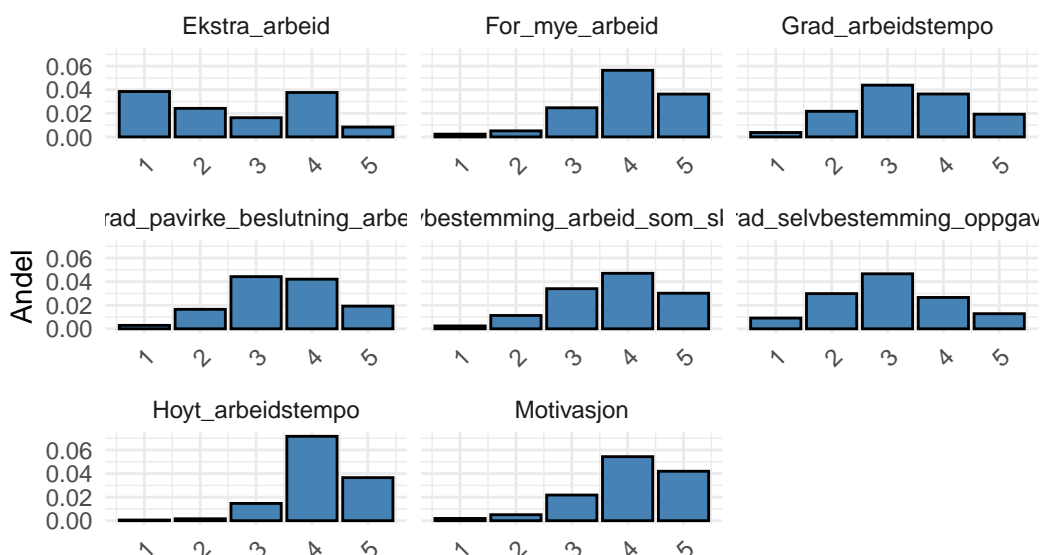 Ekstra_arbeid For_mye_arbeid Grad_arbeidstempo
0.06
0.04
0.02
0.00
1 2 3 4 5 1 2 3 4 5 1 2 3 4 5
rad_pavirke_beslutning_arbe vbestemming_arbeid_som_sk rad_selvbestemming_oppgav
Andel
0.06
0.04
0.02
0.00
1 2 3 4 5 1 2 3 4 5 1 2 3 4 5
Hoyt_arbeidstempo Motivasjon
0.06
0.04
0.02
0.00
1 2 3 4 5 1 2 3 4 5